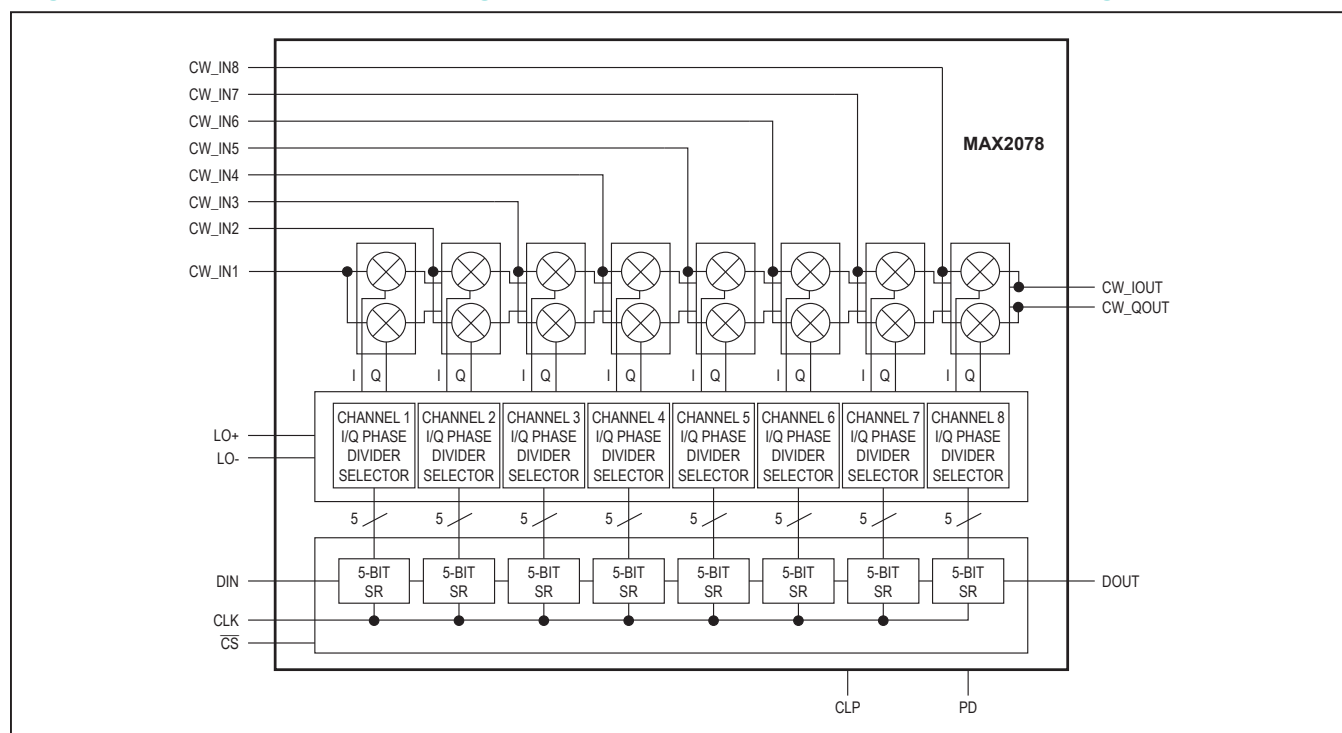 CW_IN8
CW_IN7
CW_IN6
CW_IN5
CW_IN4
CW_IN3
CW_IN2
CW_IN1
MAX2078
CW_IOUT
CW_QOUT
I Q I Q I Q I Q I Q I Q I Q I Q
LO+
LO-
CHANNEL 1
I/Q PHASE
DIVIDER
SELECTOR
CHANNEL 2
I/Q PHASE
DIVIDER
SELECTOR
CHANNEL 3
I/Q PHASE
DIVIDER
SELECTOR
CHANNEL 4
I/Q PHASE
DIVIDER
SELECTOR
CHANNEL 5
I/Q PHASE
DIVIDER
SELECTOR
CHANNEL 6
I/Q PHASE
DIVIDER
SELECTOR
CHANNEL 7
I/Q PHASE
DIVIDER
SELECTOR
CHANNEL 8
I/Q PHASE
DIVIDER
SELECTOR
5 5 5 5 5 5 5 5
DIN
5-BIT
SR
5-BIT
SR
5-BIT
SR
5-BIT
SR
5-BIT
SR
5-BIT
SR
5-BIT
SR
5-BIT
SR
DOUT
CLK
CS
CLP
PD